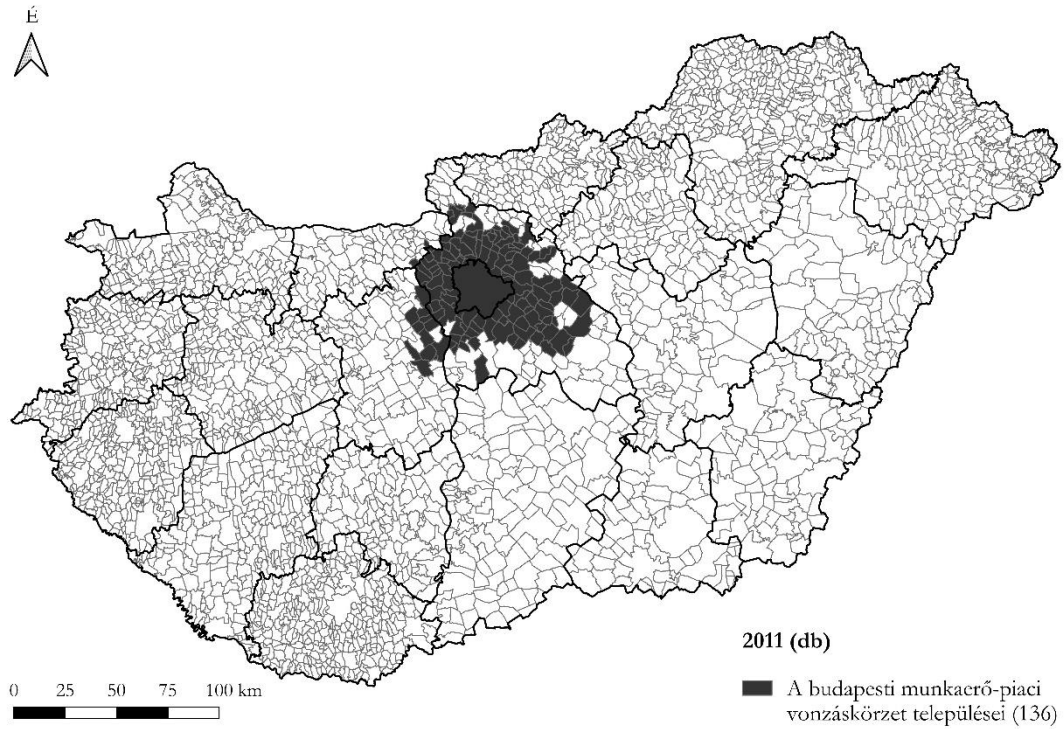 É
0 25 50 75 100 km
2011 (db)
A budapesti munkaerő-piaci
vonzáskörzet települései (136)